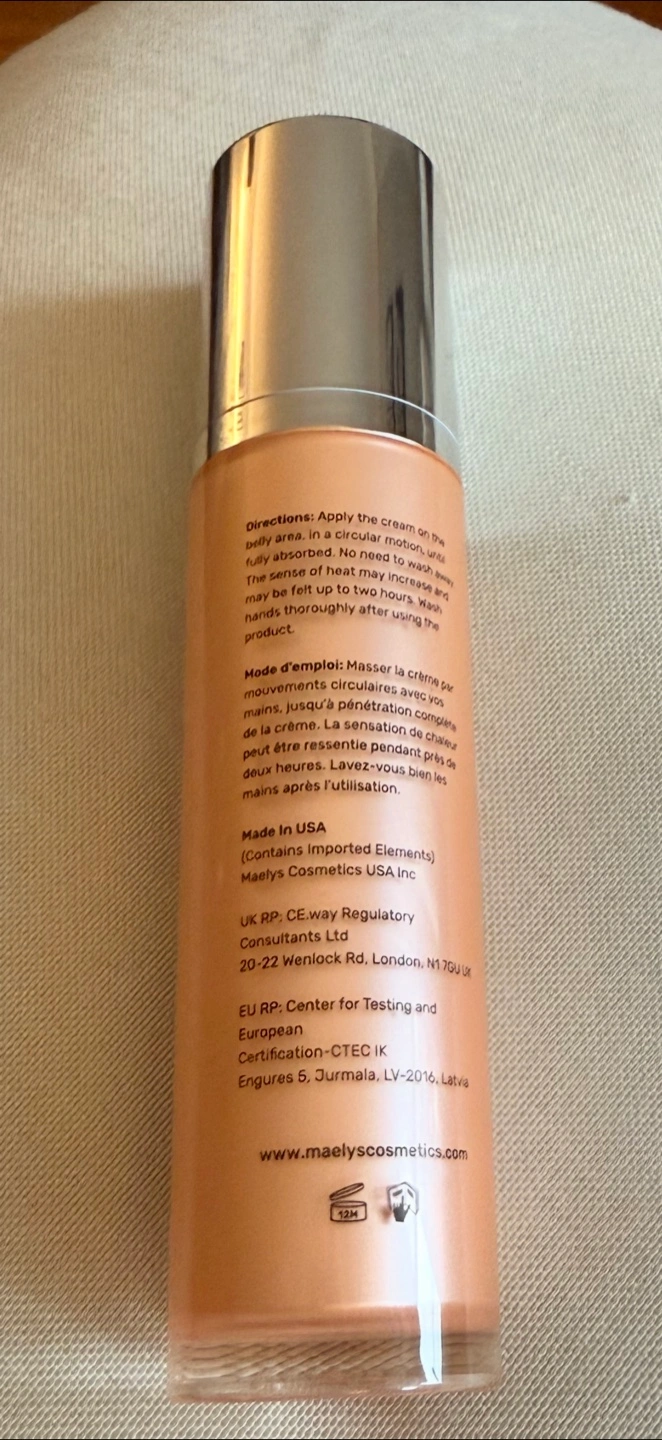 Directions: Apply the cream on the
belly area, in a circular motion, until
fully absorbed. No need to wash away
The sense of heat may increase and
may be felt up to two hours. Wash
hands thoroughly after using the
product.
Mode d'emploi: Masser la crème par
mouvements circulaires avec vos
mains, jusqu'à pénétration complète
de la crème. La sensation de chaleur
peut être ressentie pendant près de
deux heures. Lavez-vous bien les
mains après l'utilisation.
Made In USA
(Contains Imported Elements)
Maelys Cosmetics USA Inc
UK RP: CE.way Regulatory
Consultants Ltd
20-22 Wenlock Rd, London, N1 7GU UK
EU RP: Center for Testing and
European
Certification-CTEC IK
Engures 5, Jurmala, LV-2016, Latvia
www.maelyscosmetics.com
12M